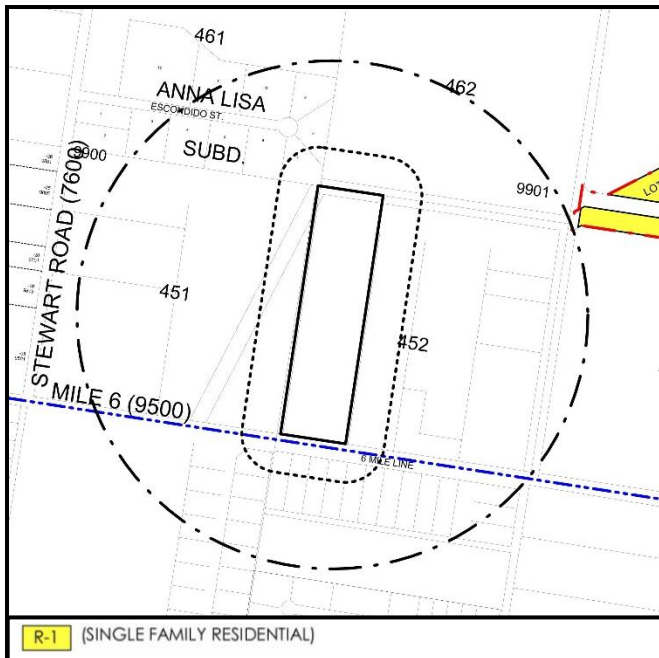 461
462
ANNA LISA
ESCONDIDO ST.
SUBD.
9900
9901
LOT
STEWART ROAD (7600)
451
452
MILE 6 (9500)
6 MILE LINE
R-1 (SINGLE FAMILY RESIDENTIAL)